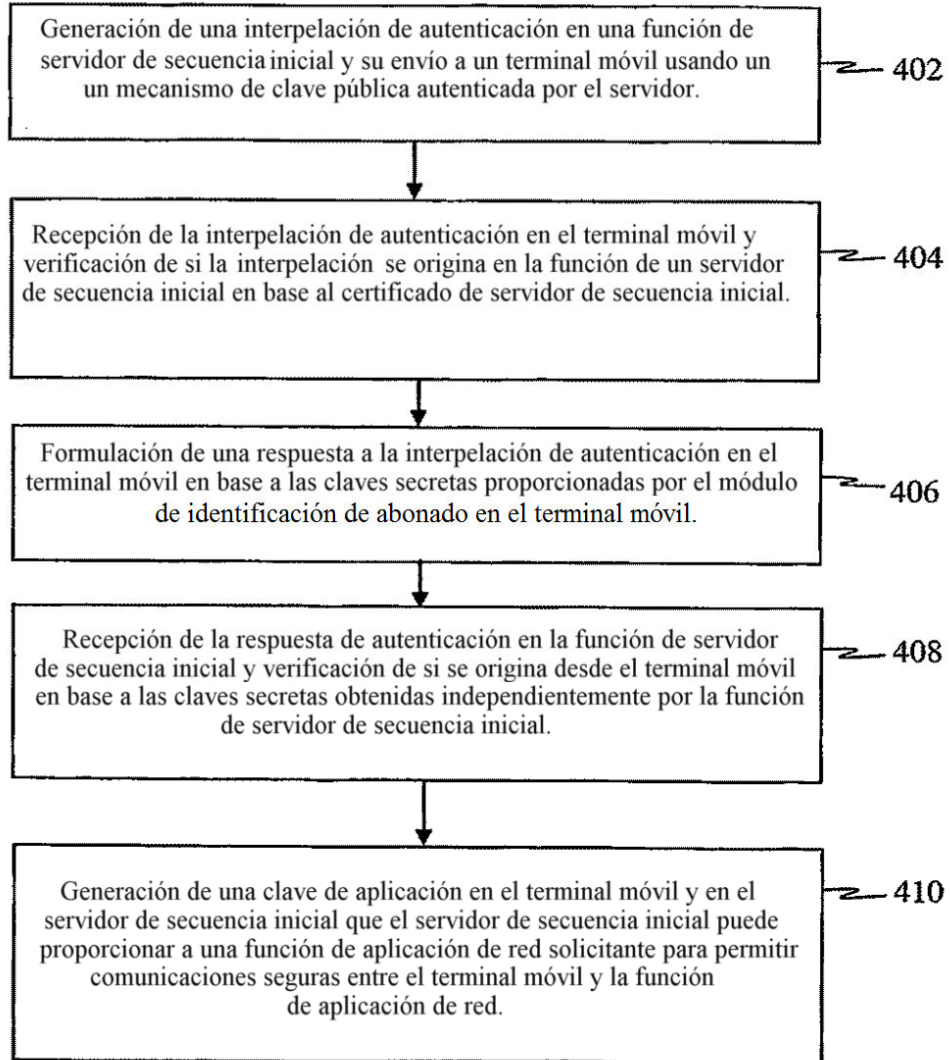 Generación de una interpelación de autenticación en una función de
servidor de secuencia inicial y su envío a un terminal móvil usando un
un mecanismo de clave pública autenticada por el servidor.
402
Recepción de la interpelación de autenticación en el terminal móvil y
verificación de si la interpelación se origina en la función de un servidor
de secuencia inicial en base al certificado de servidor de secuencia inicial.
404
Formulación de una respuesta a la interpelación de autenticación en el
terminal móvil en base a las claves secretas proporcionadas por el módulo
de identificación de abonado en el terminal móvil.
406
Recepción de la respuesta de autenticación en la función de servidor
de secuencia inicial y verificación de si se origina desde el terminal móvil
en base a las claves secretas obtenidas independientemente por la función
de servidor de secuencia inicial.
408
Generación de una clave de aplicación en el terminal móvil y en el
servidor de secuencia inicial que el servidor de secuencia inicial puede
proporcionar a una función de aplicación de red solicitante para permitir
comunicaciones seguras entre el terminal móvil y la función
de aplicación de red.
410